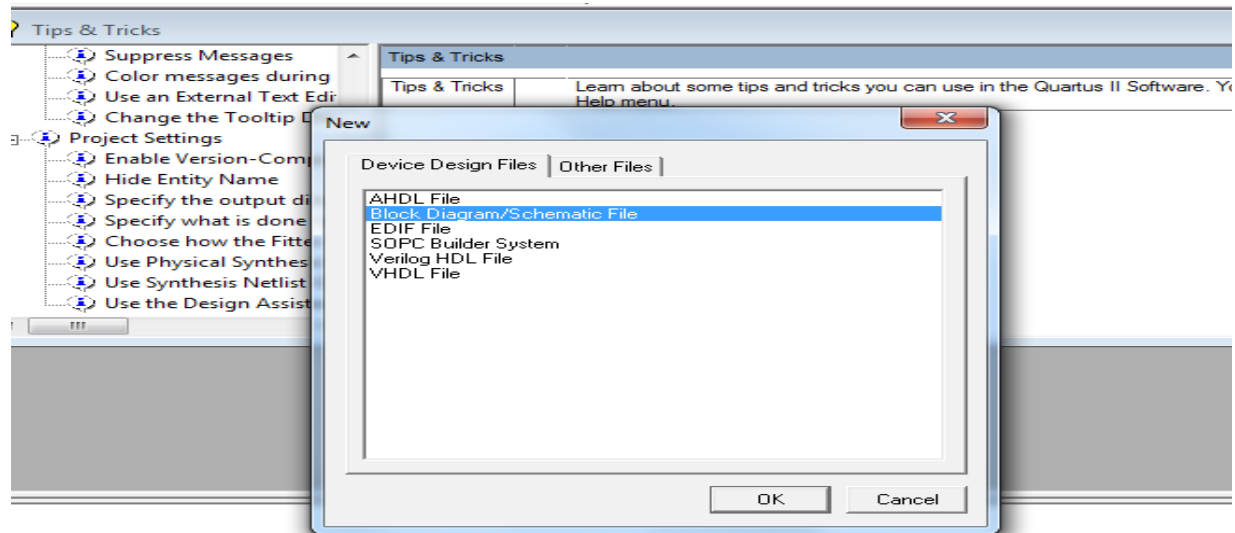 Tips & Tricks
Suppress Messages
Color messages during
Use an External Text Edir
Change the Tooltip D
Project Settings
Enable Version-Comp
Hide Entity Name
Specify the output di
Specify what is done
Choose how the Fitte
Use Physical Synthes
Use Synthesis Netlist
Use the Design Assist
Tips & Tricks
Tips & Tricks
Learn about some tips and tricks you can use in the Quartus II Software. Yo
Help menu.
New
Device Design Files
Other Files
AHDL File
Block Diagram/Schematic File
EDIF File
SOPC Builder System
Verilog HDL File
VHDL File
OK
Cancel